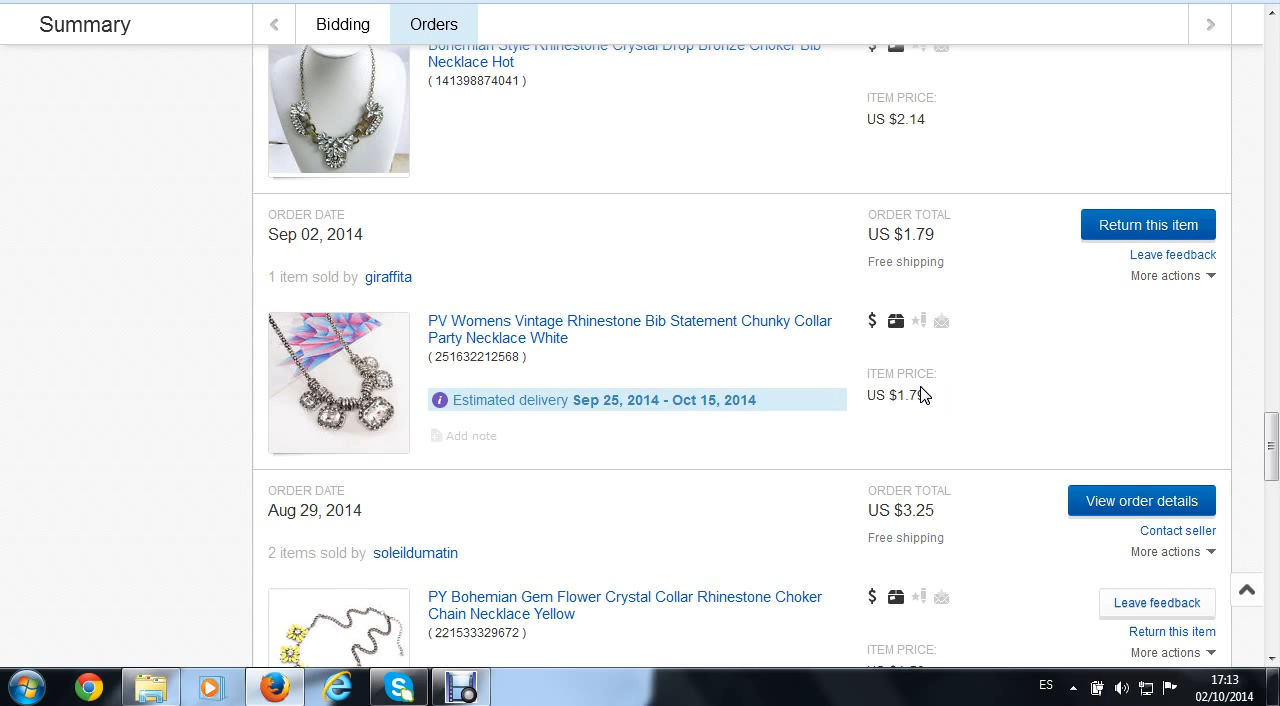 Summary
Bidding
Orders
Bohemian Style Rhinestone Crystal Drop Bronze Choker Bib
Necklace Hot
( 141398874041 )
ITEM PRICE:
US $2.14
ORDER DATE
Sep 02, 2014
ORDER TOTAL
US $1.79
Free shipping
Return this item
Leave feedback
More actions
1 item sold by giraffita
PV Womens Vintage Rhinestone Bib Statement Chunky Collar
Party Necklace White
( 251632212568 )
ITEM PRICE:
US $1.79
Estimated delivery Sep 25, 2014 - Oct 15, 2014
Add note
ORDER DATE
Aug 29, 2014
ORDER TOTAL
US $3.25
Free shipping
View order details
Contact seller
More actions
2 items sold by soleildumatin
PY Bohemian Gem Flower Crystal Collar Rhinestone Choker
Chain Necklace Yellow
( 221533329672 )
Leave feedback
Return this item
More actions
ITEM PRICE:
ES
17:13
02/10/2014